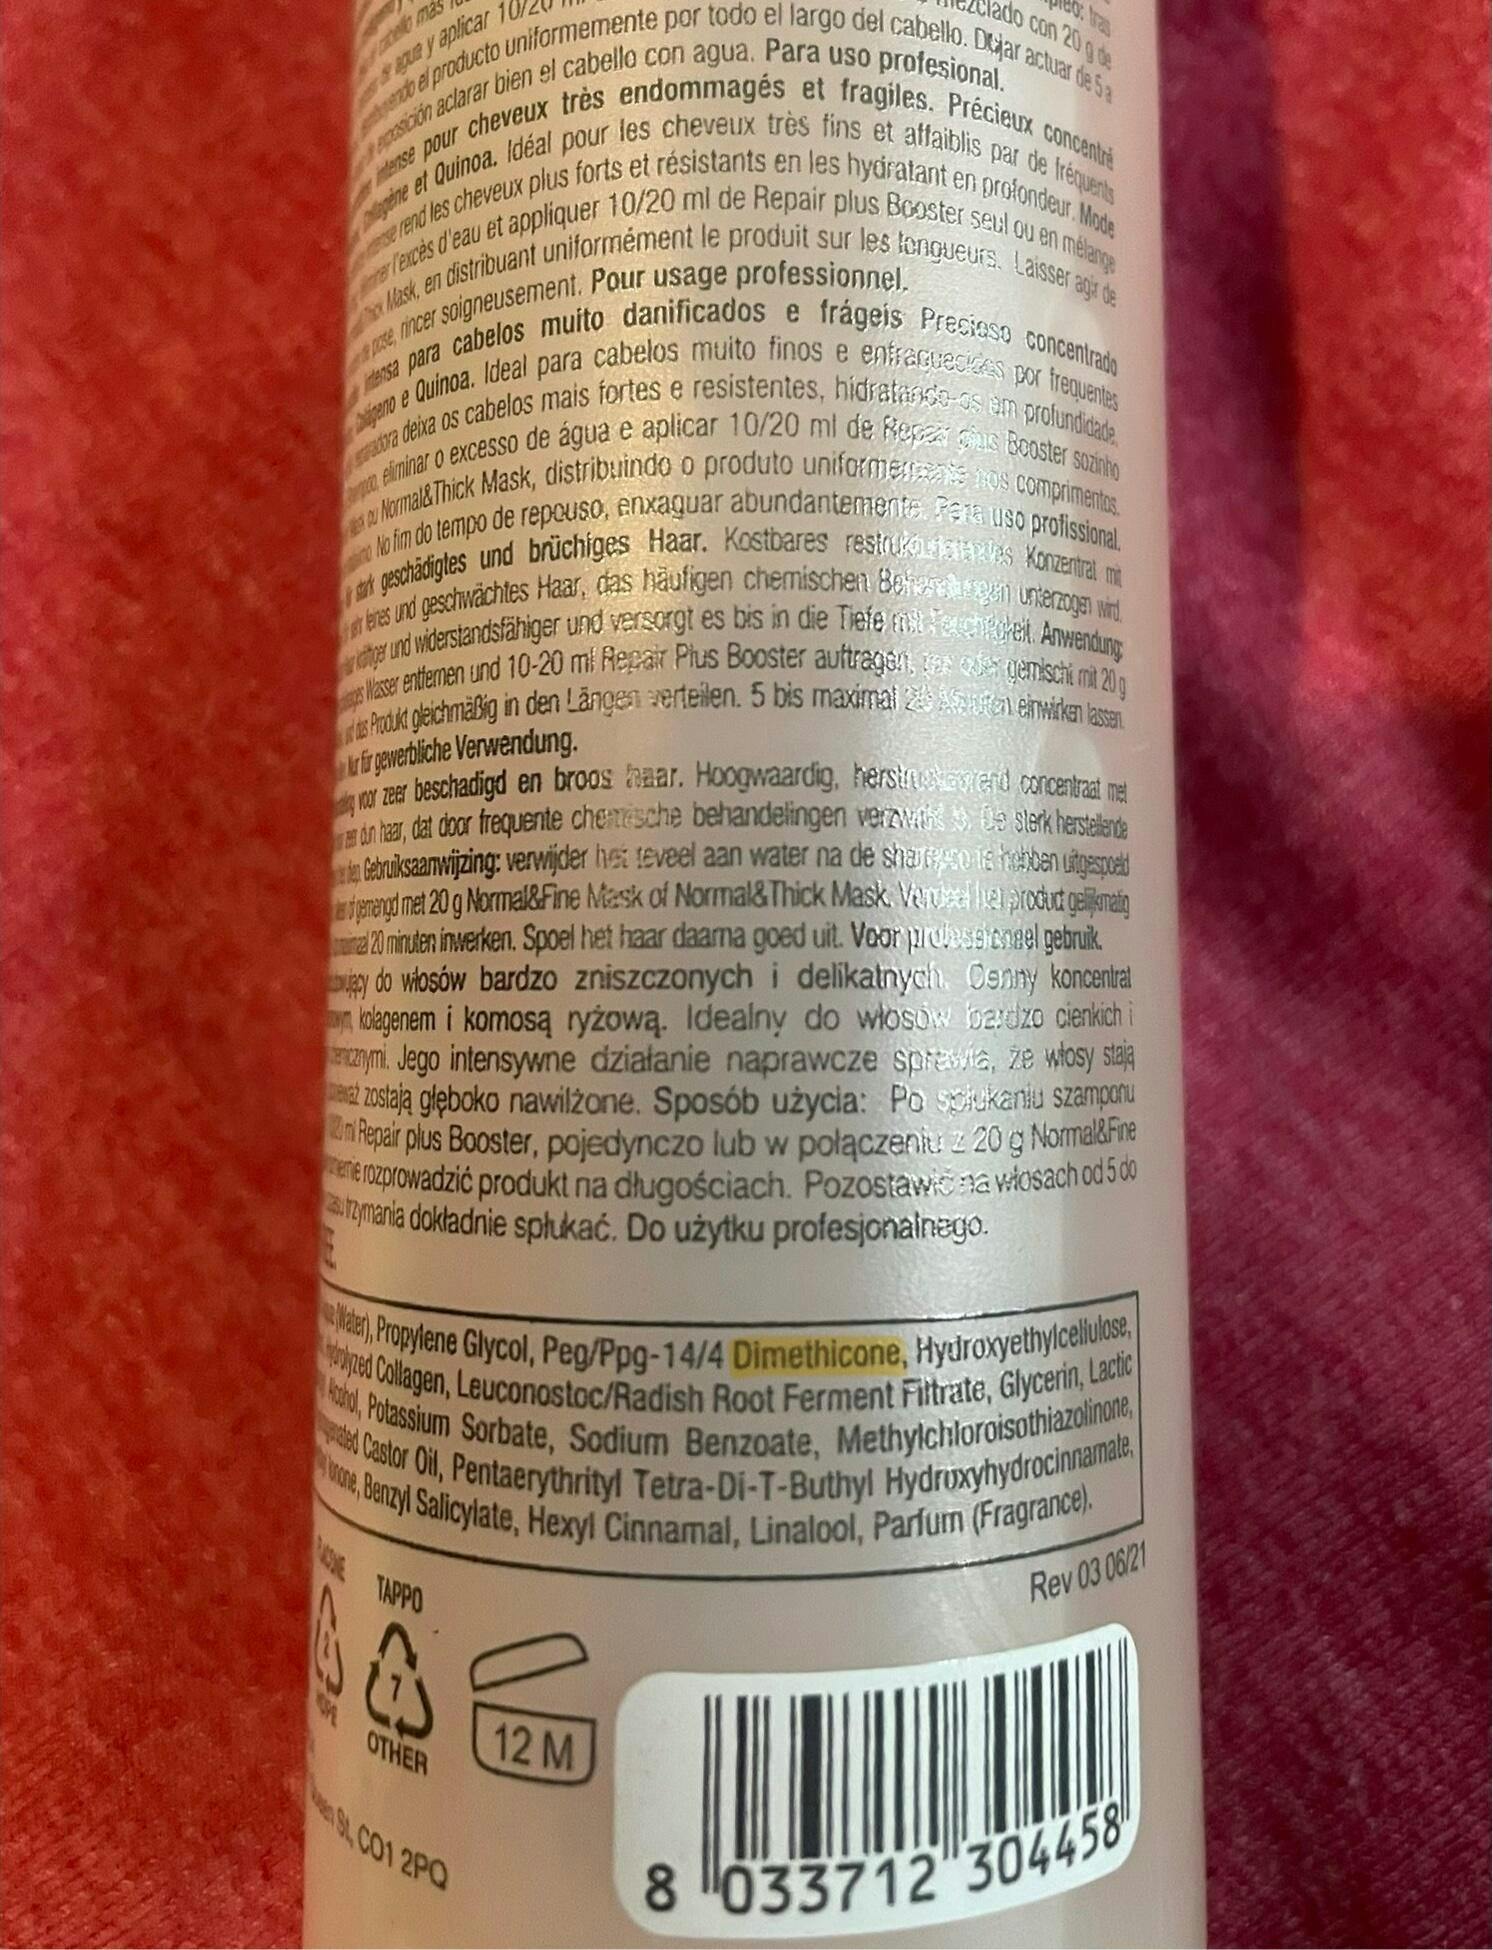 y aplicar 10/20
mezclado con 20 g de
el producto uniformemente por todo el largo del cabello. Dejar actuar de 5 a
exposición aclarar bien el cabello con agua. Para uso profesional.
intense pour cheveux très endommagés et fragiles. Précieux concentré
Collagène et Quinoa. Idéal pour les cheveux très fins et affaiblis par de fréquents
rend les cheveux plus forts et résistants en les hydratant en profondeur. Mode
l'excès d'eau et appliquer 10/20 ml de Repair plus Booster seul ou en mélange
Mask, en distribuant uniformément le produit sur les longueurs. Laisser agir de
pose, rincer soigneusement. Pour usage professionnel.
intensa para cabelos muito danificados e frágeis Precioso concentrado
Colágeno e Quinoa. Ideal para cabelos muito finos e enfraquecidos por frequentes
deixa os cabelos mais fortes e resistentes, hidratando-os em profundidade.
eliminar o excesso de água e aplicar 10/20 ml de Repair plus Booster sozinho
ou Normal&Thick Mask, distribuindo o produto uniformemente nos comprimentos.
No fim do tempo de repouso, enxaguar abundantemente. Para uso profissional.
stark geschädigtes und brüchiges Haar. Kostbares restrukturierendes Konzentrat mit
sehr feines und geschwächtes Haar, das häufigen chemischen Behandlungen unterzogen wird.
kräftiger und widerstandsfähiger und versorgt es bis in die Tiefe mit Feuchtigkeit. Anwendung:
Wasser entfernen und 10-20 ml Repair Plus Booster auftragen, pur oder gemischt mit 20 g
und das Produkt gleichmäßig in den Längen verteilen. 5 bis maximal 20 Minuten einwirken lassen.
Nur für gewerbliche Verwendung.
voor zeer beschadigd en broos haar. Hoogwaardig, herstructurerend concentraat met
zeer dun haar, dat door frequente chemische behandelingen verzwakt is. De sterk herstellende
Gebruiksaanwijzing: verwijder het teveel aan water na de shampoo te hebben uitgespoeld
of gemengd met 20 g Normal&Fine Mask of Normal&Thick Mask. Verdeel het product gelijkmatig
maximaal 20 minuten inwerken. Spoel het haar daarna goed uit. Voor professioneel gebruik.
do włosów bardzo zniszczonych i delikatnych. Cenny koncentrat
kolagenem i komosą ryżową. Idealny do włosów bardzo cienkich i
Jego intensywne działanie naprawcze sprawia, że włosy stają
zostają głęboko nawilżone. Sposób użycia: Po spłukaniu szamponu
ml Repair plus Booster, pojedynczo lub w połączeniu z 20 g Normal&Fine
rozprowadzić produkt na długościach. Pozostawić na włosach od 5 do
trzymania dokładnie spłukać. Do użytku profesjonalnego.
(Water), Propylene Glycol, Peg/Ppg-14/4 Dimethicone, Hydroxyethylcellulose,
Hydrolyzed Collagen, Leuconostoc/Radish Root Ferment Filtrate, Glycerin, Lactic
Alcohol, Potassium Sorbate, Sodium Benzoate, Methylchloroisothiazolinone,
Castor Oil, Pentaerythrityl Tetra-Di-T-Buthyl Hydroxyhydrocinnamate,
Ionone, Benzyl Salicylate, Hexyl Cinnamal, Linalool, Parfum (Fragrance).
Rev 03 06/21
FLACONE
2
HDPE
TAPPO
7
OTHER
12 M
Queen St, CO1 2PQ
8 033712 304458